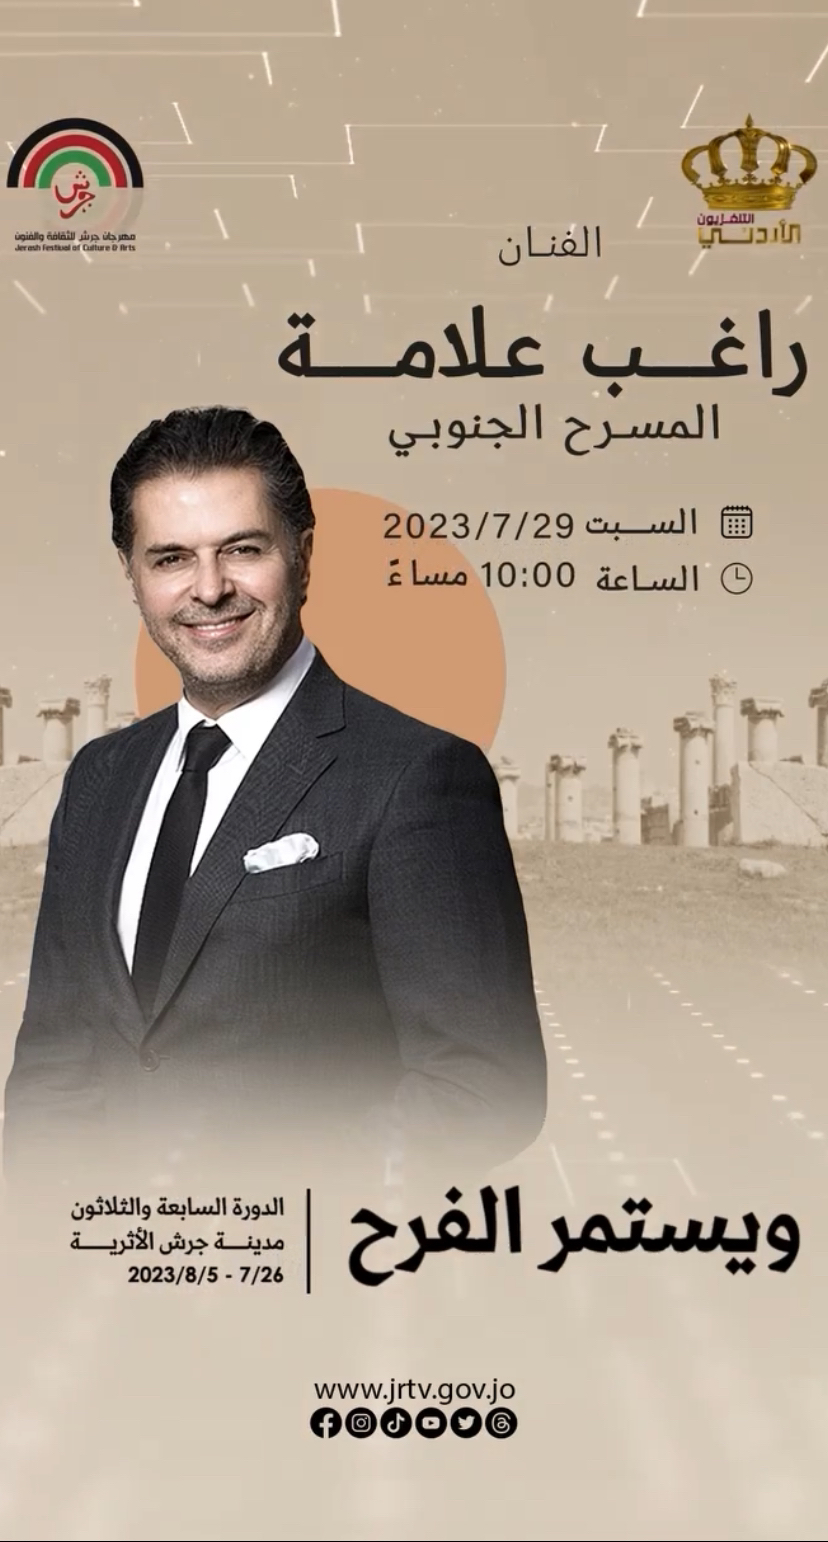 جرش
مهرجان جرش للثقافة والفنون
Jerash Festival of Culture & Arts
التلفزيون
الأردني
الفنان
راغب علامة
المسرح الجنوبي
السبت 2023/7/29
الساعة 10:00 مساءً
ويستمر الفرح
الدورة السابعة والثلاثون
مدينة جرش الأثرية
2023/8/5 - 7/26
www.jrtv.gov.jo